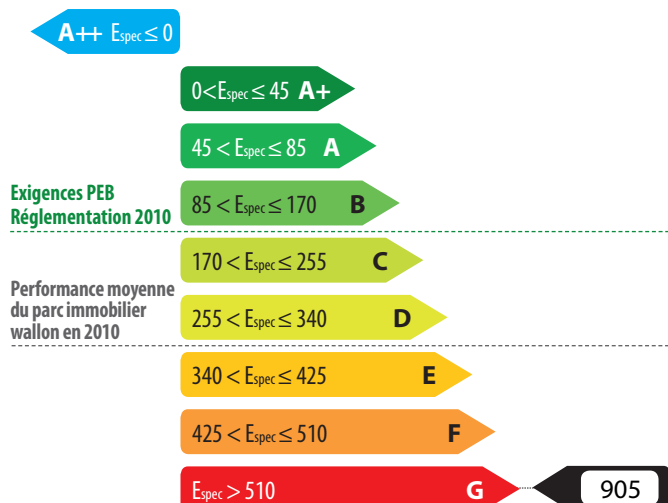 A++ Espec ≤ 0
0<Espec ≤ 45 A+
45 < Espec ≤ 85 A
Exigences PEB
Réglementation 2010
85 < Espec ≤ 170 B
170 < Espec ≤ 255 C
Performance moyenne
du parc immobilier
wallon en 2010
255 < Espec ≤ 340 D
340 < Espec ≤ 425 E
425 < Espec ≤ 510 F
Espec > 510 G
905